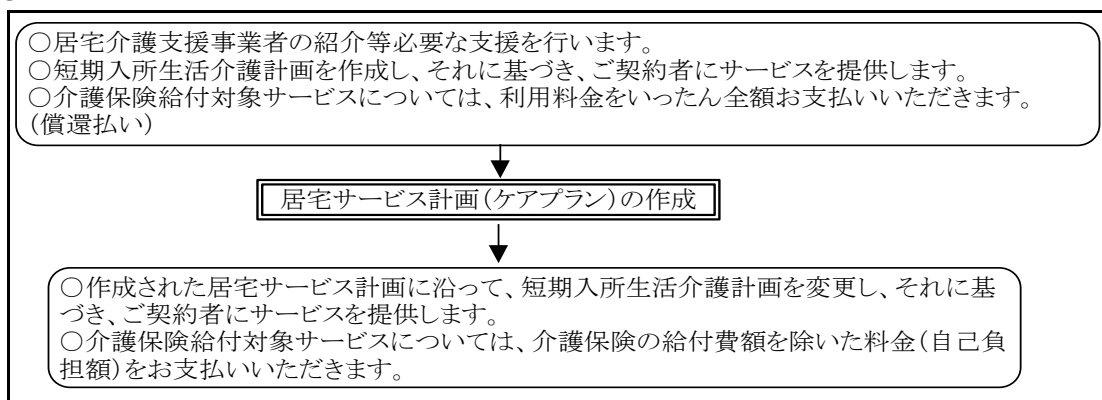 ○居宅介護支援事業者の紹介等必要な支援を行います。
○短期入所生活介護計画を作成し、それに基づき、ご契約者にサービスを提供します。
○介護保険給付対象サービスについては、利用料金をいったん全額お支払いいただきます。
(償還払い)
居宅サービス計画(ケアプラン)の作成
○作成された居宅サービス計画に沿って、短期入所生活介護計画を変更し、それに基
づき、ご契約者にサービスを提供します。
○介護保険給付対象サービスについては、介護保険の給付費額を除いた料金(自己負
担額)をお支払いいただきます。